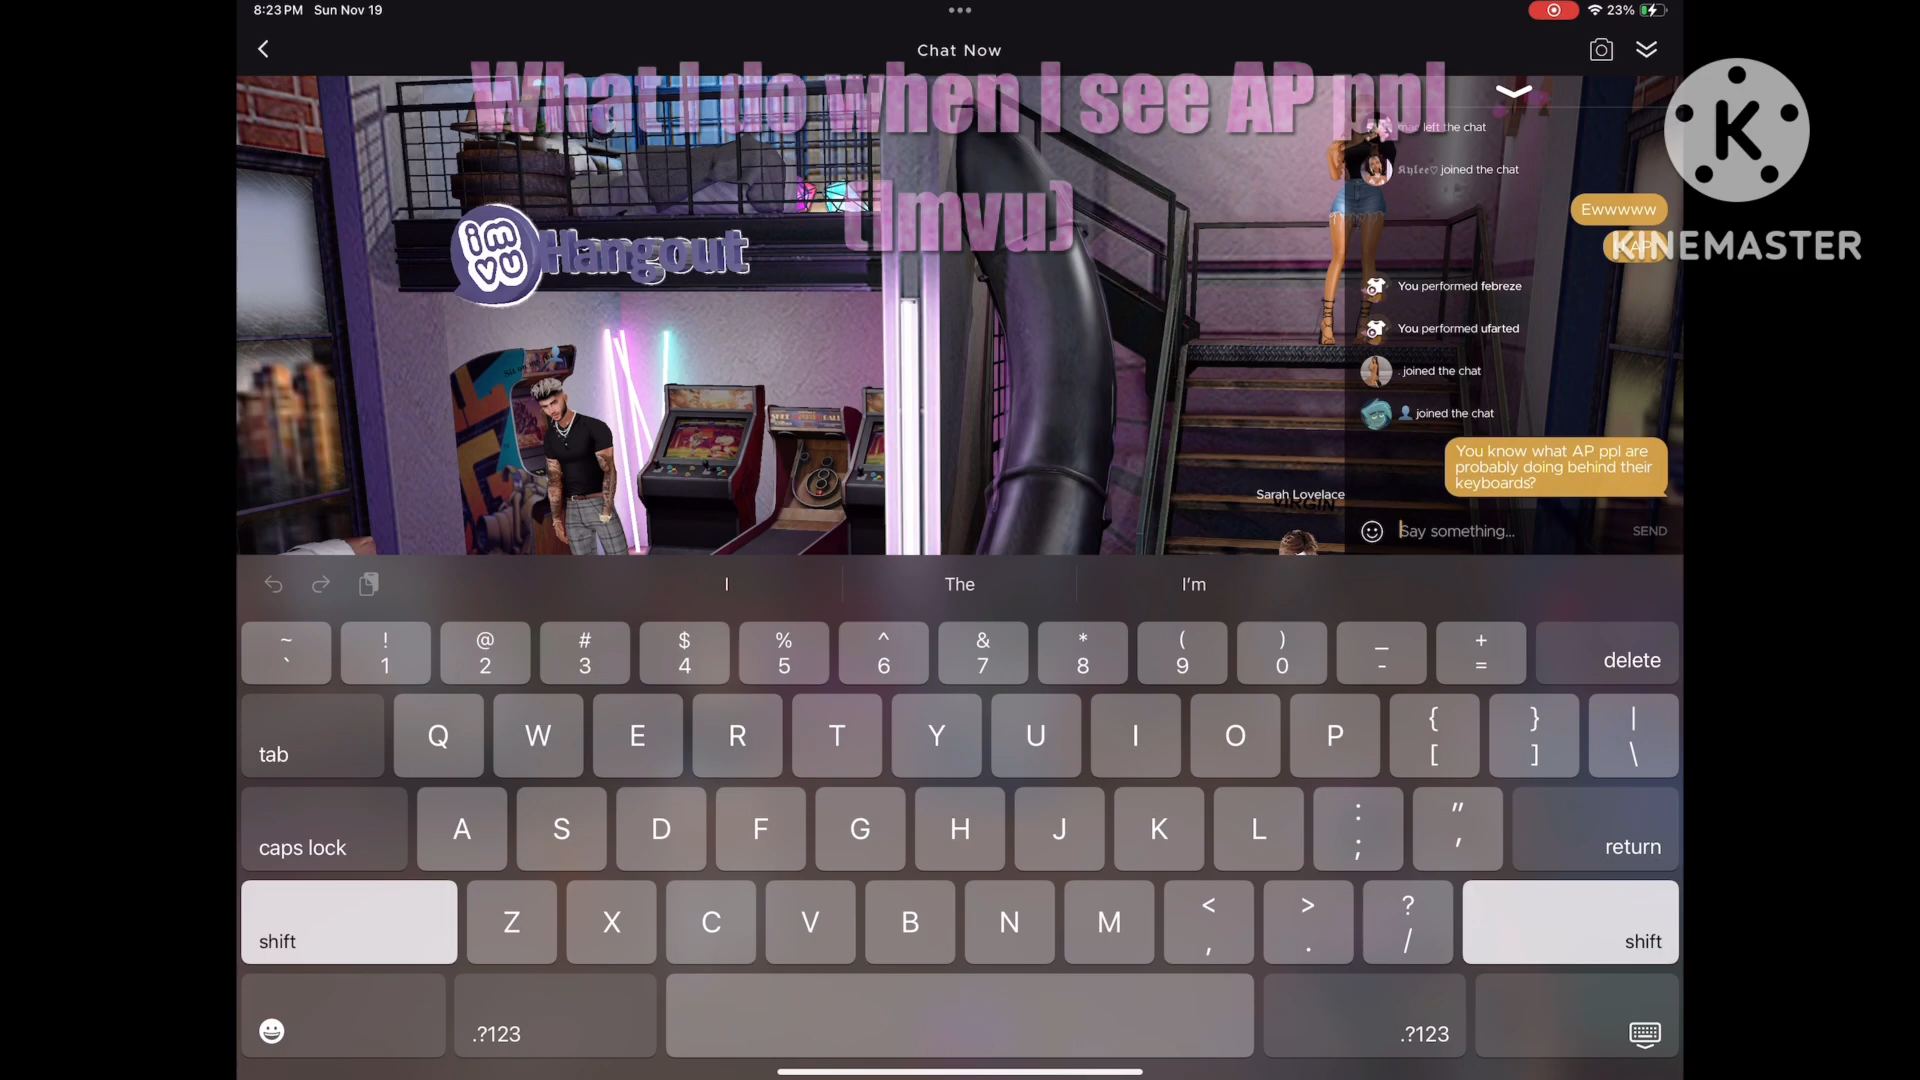 8:23 PM Sun Nov 19
23%
Chat Now
What I do when I see AP ppl
(Imvu)
K
KINEMASTER
left the chat
Kylee♡ joined the chat
Ewwwww
AP
imvu Hangout
You performed febreze
You performed ufarted
. joined the chat
joined the chat
You know what AP ppl are
probably doing behind their
keyboards?
Sarah Lovelace
VIRGIN
Say something...
SEND
I The I'm
~ ! @ # $ % ^ & * ( ) _ +
` 1 2 3 4 5 6 7 8 9 0 - = delete
tab Q W E R T Y U I O P { [ } ] | \
caps lock A S D F G H J K L : ; " ' return
shift Z X C V B N M < , > . ? / shift
.?123 .?123